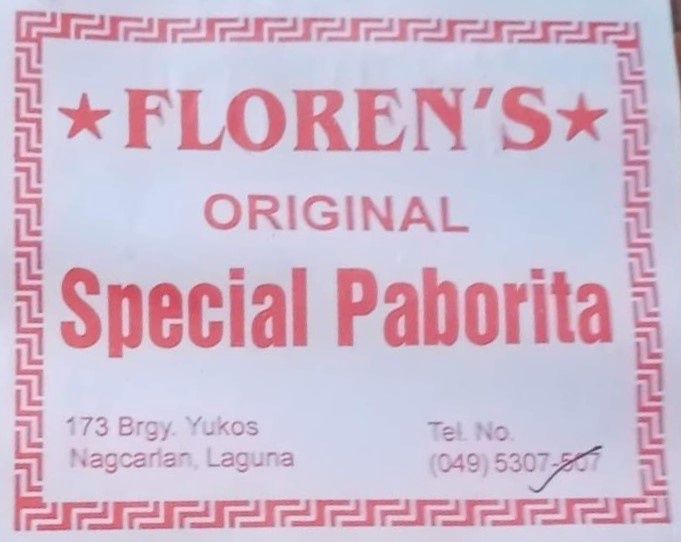 ★FLOREN'S★
ORIGINAL
Special Paborita
173 Brgy. Yukos
Nagcarlan, Laguna
Tel. No.
(049) 5307-507